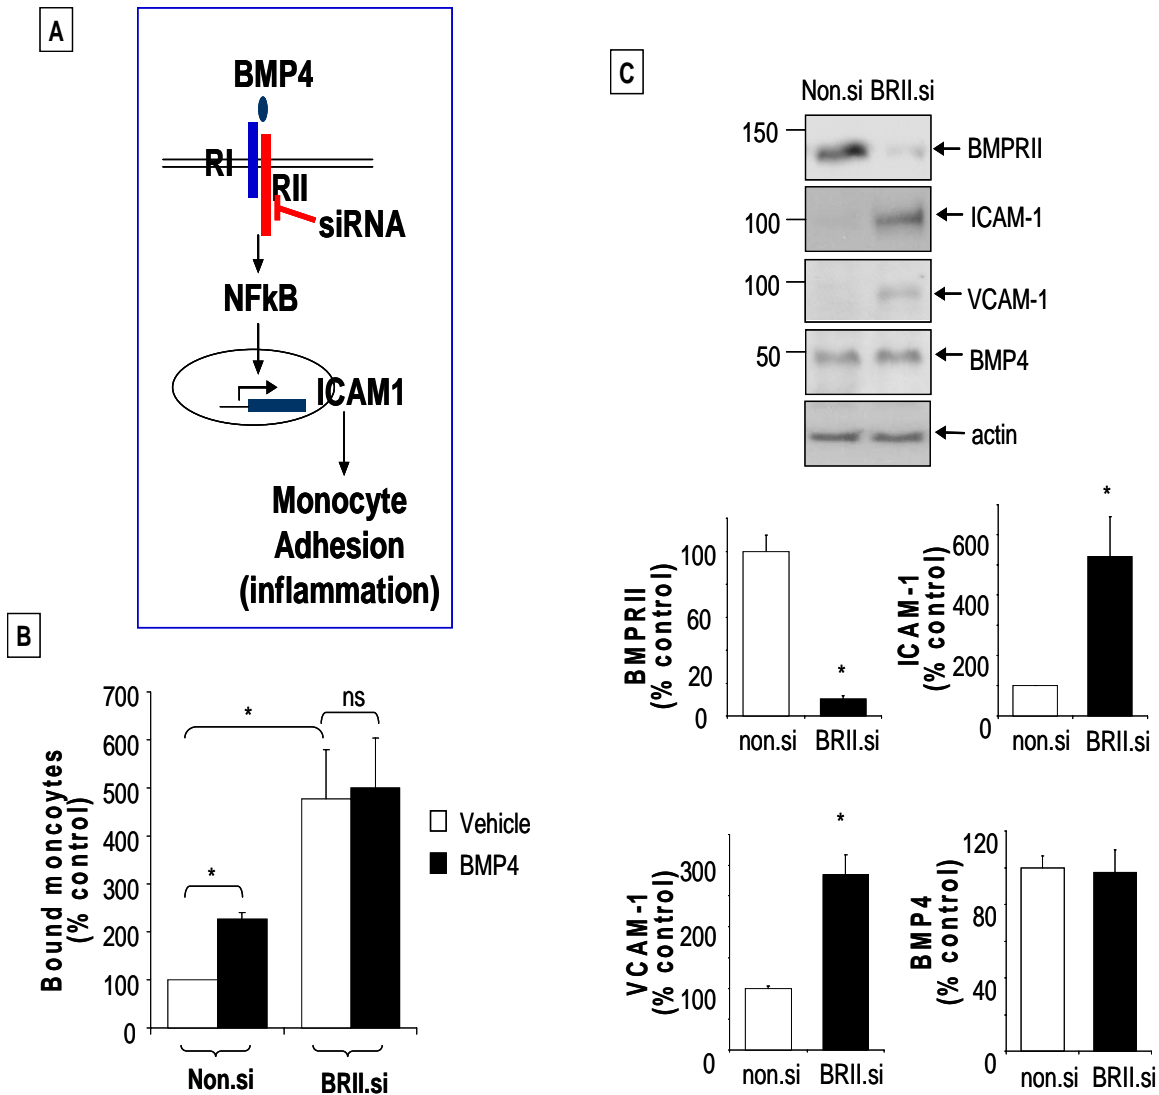 A
BMP4
RI
RII
siRNA
NFkB
ICAM1
Monocyte
Adhesion
(inflammation)
B
700
600
500
400
300
200
100
0
Bound moncoytes
(% control)
*
*
ns
Vehicle
BMP4
Non.si
BRII.si
C
Non.si BRII.si
150
BMPRII
100
ICAM-1
100
VCAM-1
50
BMP4
actin
BMPRII
(% control)
100
60
20
0
*
non.si
BRII.si
ICAM-1
(% control)
600
400
200
0
*
non.si
BRII.si
VCAM-1
(% control)
300
200
100
0
*
non.si
BRII.si
BMP4
(% control)
120
80
40
0
non.si
BRII.si